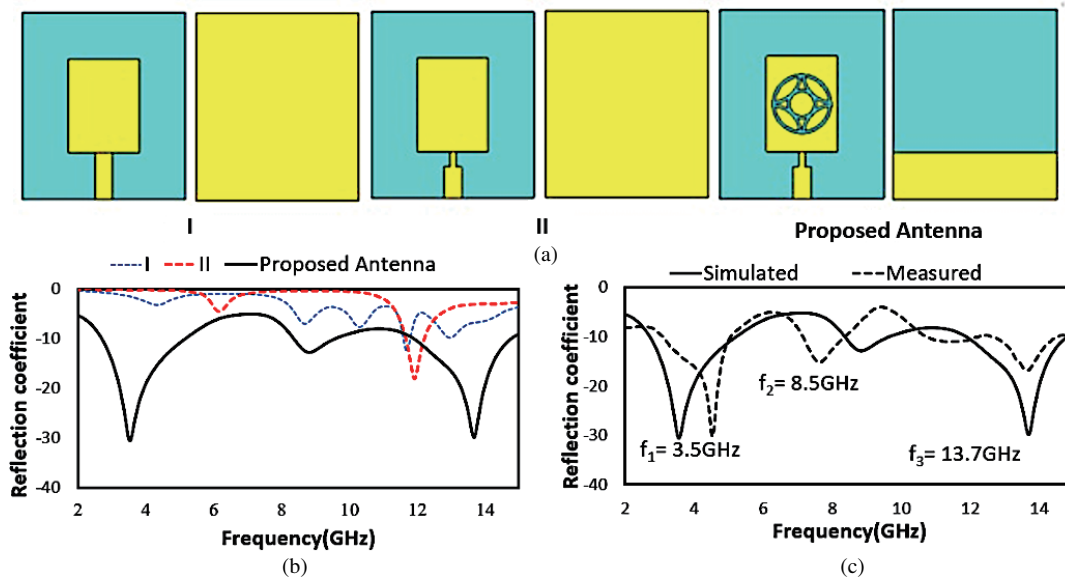 I
II
Proposed Antenna
(a)
I
II
Proposed Antenna
Reflection coefficient
0
-10
-20
-30
-40
2
4
6
8
10
12
14
Frequency(GHz)
(b)
Simulated
Measured
Reflection coefficient
0
-10
-20
-30
-40
f1= 3.5GHz
f2= 8.5GHz
f3= 13.7GHz
2
4
6
8
10
12
14
Frequency(GHz)
(c)